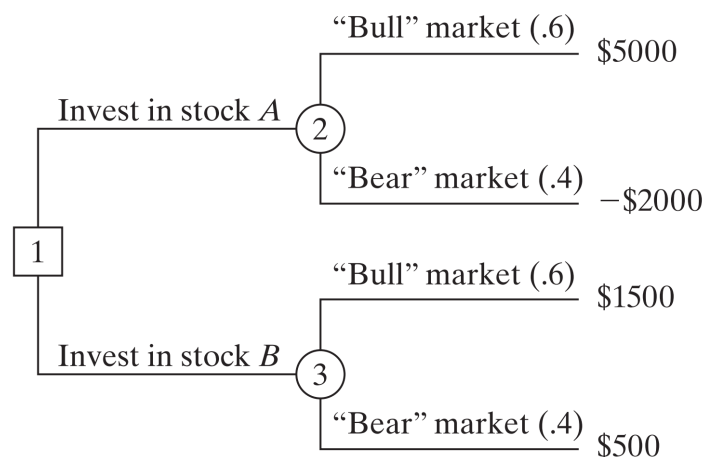 “Bull” market (.6)
$5000
Invest in stock A
2
“Bear” market (.4)
−$2000
1
“Bull” market (.6)
$1500
Invest in stock B
3
“Bear” market (.4)
$500